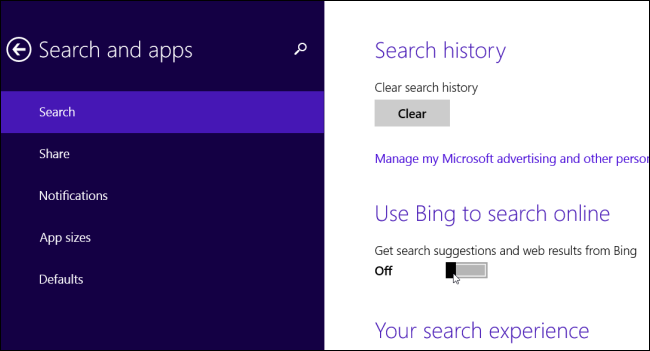 Search and apps
Search
Share
Notifications
App sizes
Defaults
Search history
Clear search history
Clear
Manage my Microsoft advertising and other
Use Bing to search online
Get search suggestions and web results from Bing
Off
Your search experience